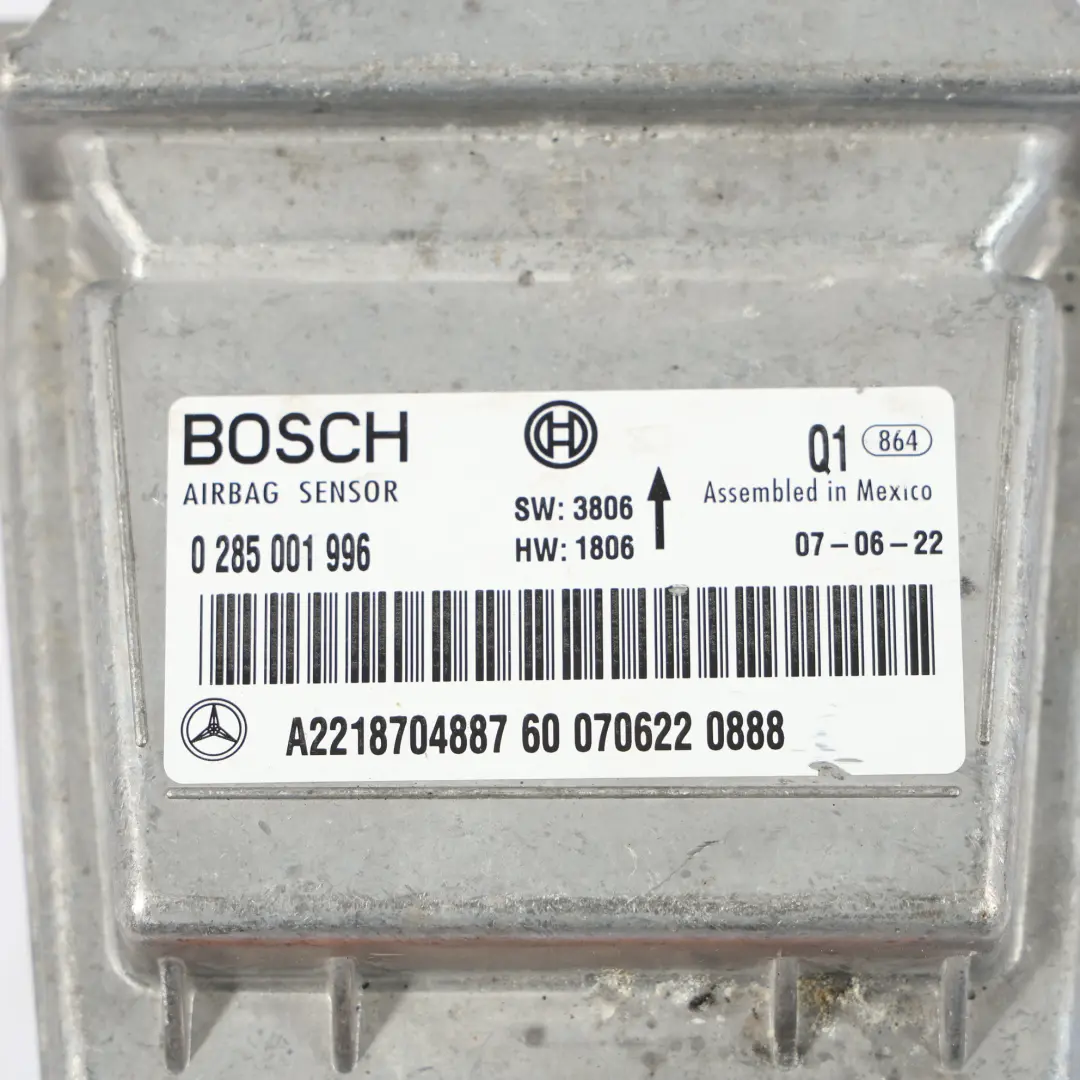 BOSCH
AIRBAG SENSOR
0 285 001 996
SW: 3806
HW: 1806
Q1 864
Assembled in Mexico
07-06-22
A2218704887 60 070622 0888